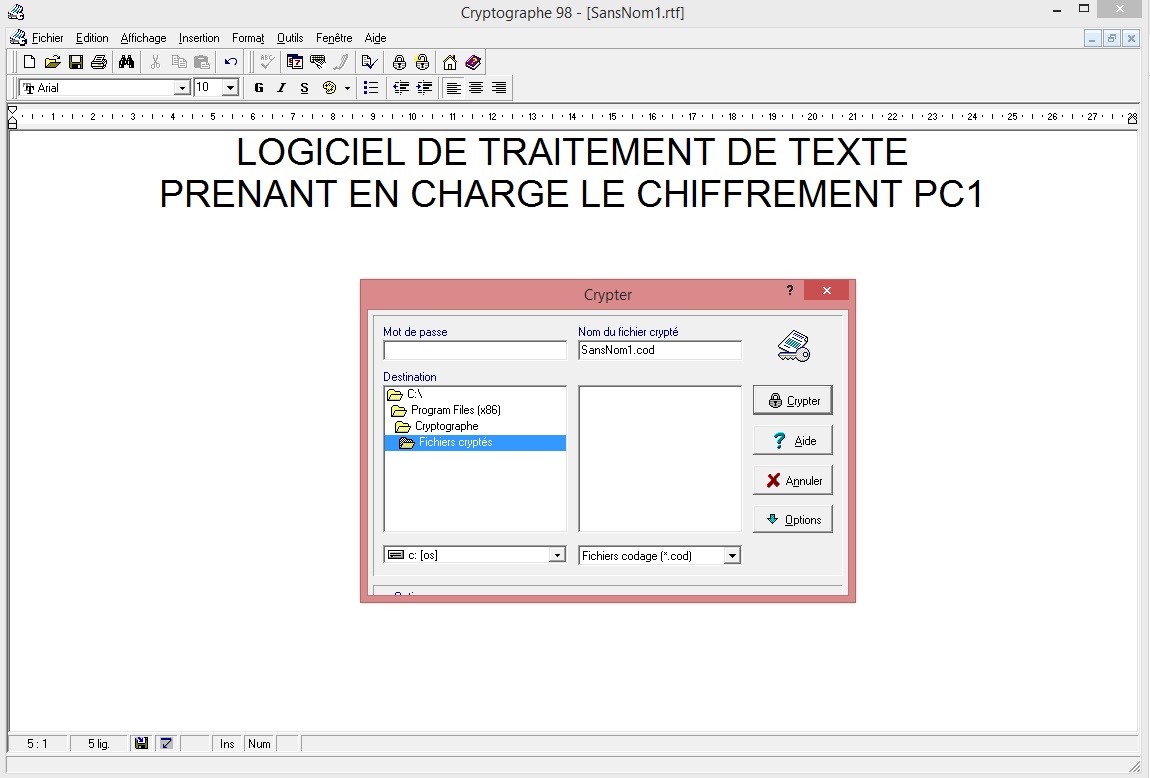 Cryptographe 98 - [SansNom1.rtf]
Fichier Edition Affichage Insertion Format Outils Fenêtre Aide
ABC
Arial 10 G I S
1 2 3 4 5 6 7 8 9 10 11 12 13 14 15 16 17 18 19 20 21 22 23 24 25 26 27 28
LOGICIEL DE TRAITEMENT DE TEXTE
PRENANT EN CHARGE LE CHIFFREMENT PC1
Crypter
Mot de passe
Nom du fichier crypté
SansNom1.cod
Destination
C:\
Program Files (x86)
Cryptographe
Fichiers cryptés
c: [os]
Fichiers codage (*.cod)
Crypter
Aide
Annuler
Options
5 : 1 5 lig. Ins Num